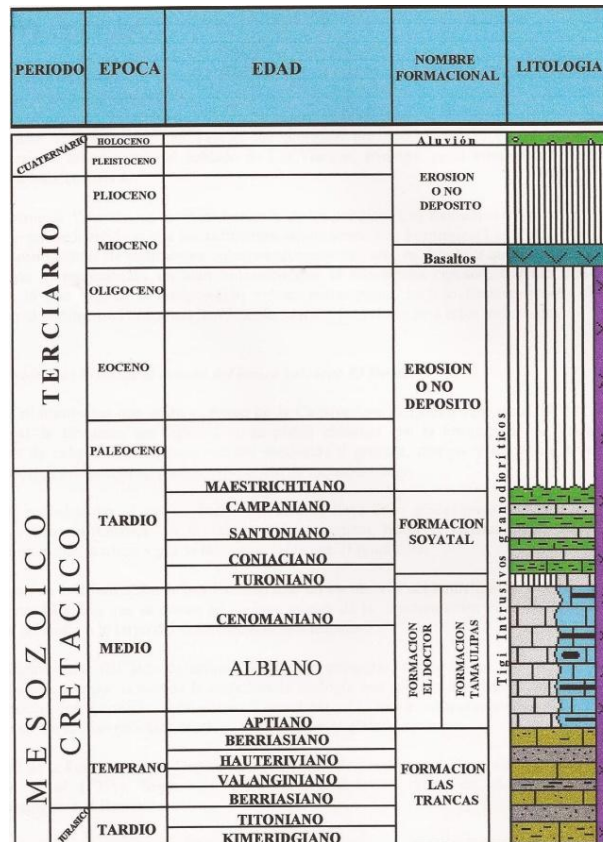 PERIODO
EPOCA
EDAD
NOMBRE
FORMACIONAL
LITOLOGIA
CUATERNARIO
HOLOCENO
Aluvión
PLEISTOCENO
EROSION
O NO
DEPOSITO
TERCIARIO
PLIOCENO
MIOCENO
Basaltos
OLIGOCENO
EOCENO
EROSION
O NO
DEPOSITO
PALEOCENO
MESOZOICO
CRETACICO
TARDIO
MAESTRICHTIANO
CAMPANIANO
SANTONIANO
CONIACIANO
TURONIANO
FORMACION
SOYATAL
Tigi Intrusivos granodioríticos
MEDIO
CENOMANIANO
ALBIANO
APTIANO
FORMACION
EL DOCTOR
FORMACION
TAMAULIPAS
TEMPRANO
BERRIASIANO
HAUTERIVIANO
VALANGINIANO
BERRIASIANO
FORMACION
LAS
TRANCAS
JURASICO
TARDIO
TITONIANO
KIMERIDGIANO